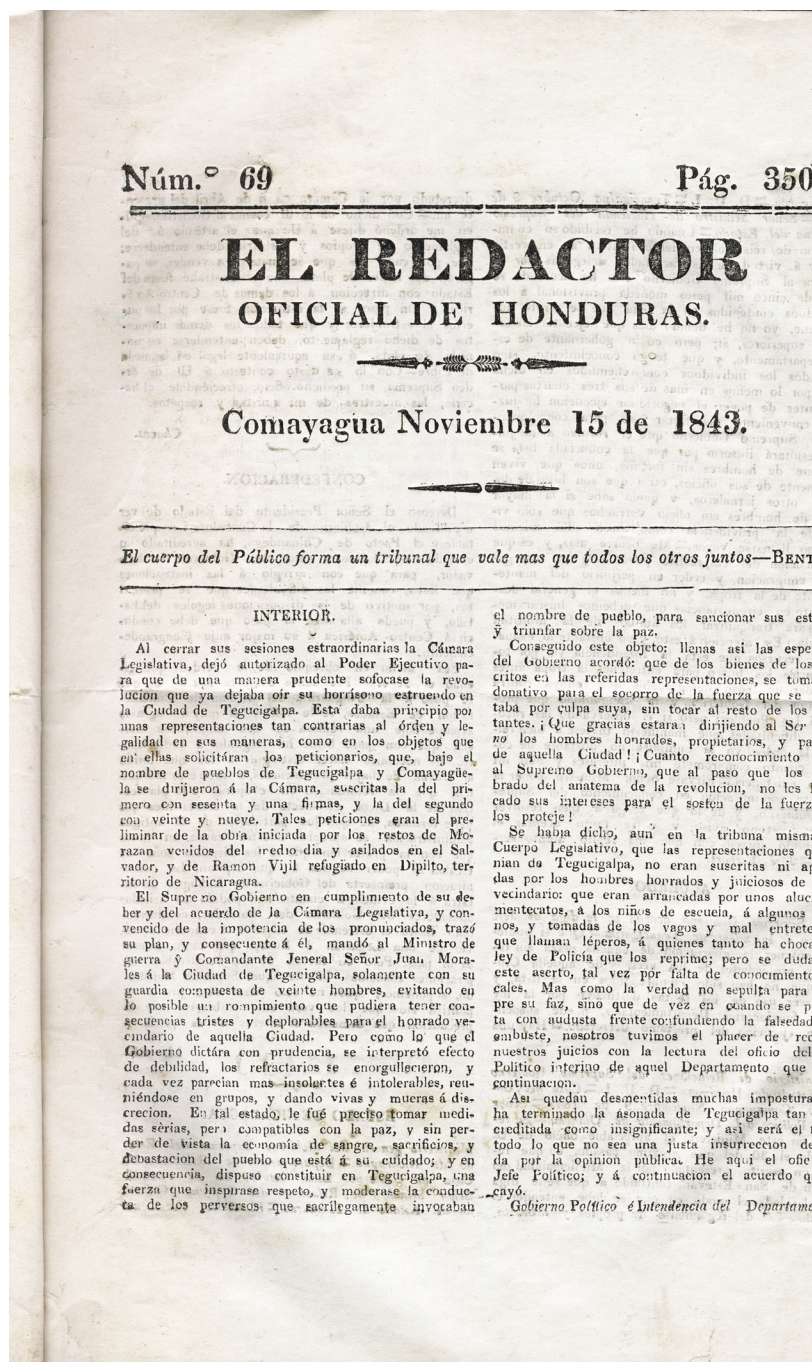 Núm.° 69
Pág. 350
EL REDACTOR
OFICIAL DE HONDURAS.
Comayagua Noviembre 15 de 1843.
El cuerpo del Público forma un tribunal que vale mas que todos los otros juntos—BENT
INTERIOR.
Al cerrar sus sesiones estraordinarias la Cámara
Legislativa, dejó autorizado al Poder Ejecutivo pa-
ra que de una manera prudente sofocase la revo-
lucion que ya dejaba oír su horrísono estruendo en
la Ciudad de Tegucigalpa. Esta daba principio por
unas representaciones tan contrarias al órden y le-
galidad en sus maneras, como en los objetos que
en ellas solicitáran los peticionarios, que, bajo el
nombre de pueblos de Tegucigalpa y Comayagüe-
la se dirijieron á la Cámara, suscritas la del pri-
mero con sesenta y una firmas, y la del segundo
con veinte y nueve. Tales peticiones eran el pre-
liminar de la obra iniciada por los restos de Mo-
razan venidos del medio dia y asilados en el Sal-
vador, y de Ramon Vijil refugiado en Dipilto, ter-
ritorio de Nicaragua.
El Supremo Gobierno en cumplimiento de su de-
ber y del acuerdo de la Cámara Legislativa, y con-
vencido de la impotencia de los pronunciados, trazó
su plan, y consecuente á él, mandó al Ministro de
guerra ÿ Comandante Jeneral Señor Juan Mora-
les á la Ciudad de Tegucigalpa, solamente con su
guardia compuesta de veinte hombres, evitando en
lo posible un rompimiento que pudiera tener con-
secuencias tristes y deplorables para el honrado ve-
cindario de aquella Ciudad. Pero como lo que el
Gobierno dictára con prudencia, se interpretó efecto
de debilidad, los refractarios se enorgullecieron, y
cada vez parecian mas insolentes é intolerables, reu-
niéndose en grupos, y dando vivas y mueras á dis-
crecion. En tal estado, le fué preciso tomar medi-
das sèrias, pero compatibles con la paz, y sin per-
der de vista la economía de sangre, sacrificios, y
debastacion del pueblo que está á su cuidado; y en
consecuencia, dispuso constituir en Tegucigalpa, una
fuerza que inspirase respeto, y moderase la conduc-
ta de los perversos que sacrílegamente invocaban
el nombre de pueblo, para sancionar sus est
ÿ triunfar sobre la paz.
Conseguido este objeto: llenas asi las espe
del Gobierno acordó: que de los bienes de los
critos en las referidas representaciones, se tom
donativo para el socorro de la fuerza que se
taba por culpa suya, sin tocar al resto de los
tantes. ¡Que gracias estaran dirijiendo al Ser
no los hombres honrados, propietarios, y pa
de aquella Ciudad! ¡Cuanto reconocimiento
al Supremo Gobierno, que al paso que los
brado del anatema de la revolucion, no les
cado sus intereses para el sosten de la fuerz
los proteje!
Se habia dicho, aun en la tribuna misma
Cuerpo Legislativo, que las representaciones q
nian de Tegucigalpa, no eran suscritas ni ap
das por los hombres honrados y juiciosos de
vecindario: que eran arrancadas por unos aluc
mentecatos, á los niños de escuela, á algunos
nos, y tomadas de los vagos y mal entrete
que llaman léperos, á quienes tanto ha choca
ley de Policía que los reprime; pero se duda
este aserto, tal vez por falta de conocimiento
cales. Mas como la verdad no sepulta para
pre su faz, sino que de vez en cuando se p
ta con augusta frente confundiendo la falsedad
embuste, nosotros tuvimos el placer de rec
nuestros juicios con la lectura del oficio del
Politico interino de aquel Departamento que
continuacion.
Asi quedan desmentidas muchas impostura
ha terminado la asonada de Tegucigalpa tan
creditada como insignificante; y asi será el
todo lo que no sea una justa insurreccion de
da por la opinion pùblica. He aqui el ofic
Jefe Político; y á continuacion el acuerdo q
cayó.
Gobierno Político é Intendencia del Departame